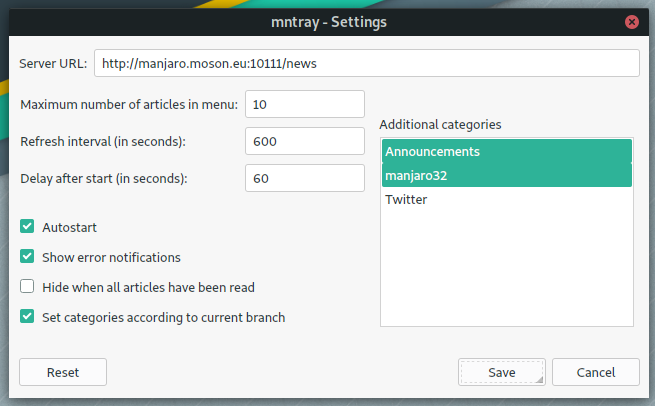 mntray - Settings
Server URL: http://manjaro.moson.eu:10111/news
Maximum number of articles in menu: 10
Refresh interval (in seconds): 600
Delay after start (in seconds): 60
Autostart
Show error notifications
Hide when all articles have been read
Set categories according to current branch
Additional categories
Announcements
manjaro32
Twitter
Reset
Save
Cancel